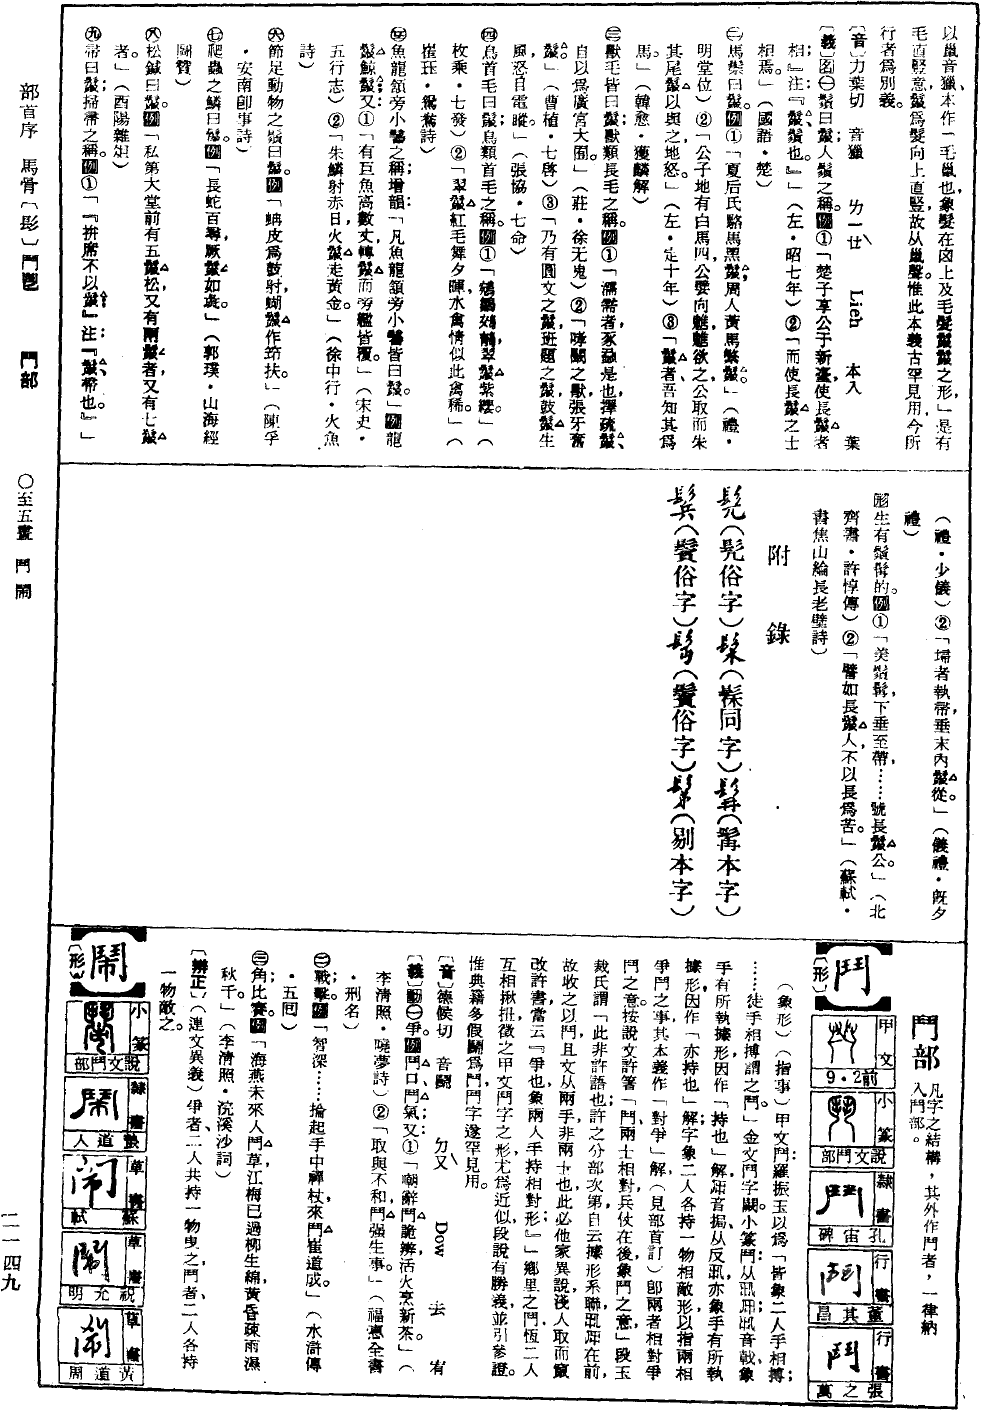 以巤音獵、本作「毛巤也象髮在囟上及毛髮鬣鬣之形」是有
毛直豎意鬣爲髮向上直豎故从巤聲惟此本義古罕見用今所
行者爲別義。
〔音〕力葉切 音獵 ㄌㄧㄝˋ Lieh 本入 葉
〔義〕名㊀鬚曰鬣人鬚之稱。例①「楚子享公于新臺使長鬣者
相』注：『鬣鬚也。』」（左・昭七年）②「而使長鬣之士
相焉」（國語・楚）
㊁馬鬃曰鬣。例①「夏后氏駱馬黑鬣周人黃馬蕃鬣。」（禮・
明堂位）②「公子地有白馬四公嬖向魋魋欲之公取而朱
其尾鬣以與之地怒。」（左・定十年）③「鬣者吾知其爲
馬。」（韓愈・獲麟解）
㊂獸毛皆曰鬣獸類長毛之稱。例①「濡需者豕蝨是也擇疏鬣、
自以爲廣宮大囿。」（莊・徐无鬼）②「哮闞之獸張牙奮
鬣。」（曹植・七啓）③「乃有圓文之豜班題之豵鼓鬣生
風怒目電瞛」（張協・七命）
㊃鳥首毛曰鬣鳥類首毛之稱。例①「鵷鶵鵁鶄翠鬣紫纓。」（
枚乘・七發）②「翠鬣紅毛舞夕暉水禽情似此禽稀。」（
崔珏・鴛鴦詩）
㊄魚龍頷旁小鬐之稱；增韻「凡魚龍頷旁小鬐皆曰鬣」例龍
鬣鯨鬣又：①「有巨魚高數丈轉鬣而旁艦皆覆。」（宋史・
五行志）②「朱鱗射赤日火鬣走黃金。」（徐中行・火魚
詩）
㊅節足動物之鬚曰鬣。例「蚺皮爲鼓射蝴鬣作筇扶。」（陳孚
・安南卽事詩）
㊆爬蟲之鱗曰鬣。例「長蛇百尋厥鬣如彘。」（郭璞・山海經
圖贊）
㊇松鍼曰鬣。例「私第大堂前有五鬣松又有兩鬣者又有七鬣
者。」（酉陽雜俎）
㊈帚曰鬣掃帚之稱。例①「『拚席不以鬣』注：『鬣帚也。』」
（禮・少儀）②「埽者執帚垂末內鬣從。」（儀禮・旣夕
禮）
形生有鬚髯的。例①「美鬚髯下垂至帶……號長鬣公。」（北
齊書・許惇傳）②「譬如長鬣人不以長爲苦。」（蘇軾・
書焦山綸長老壁詩）
附錄
髠（髡俗字）髤（髹同字）髥（髯本字）
（鬢俗字）（鬢俗字）（剔本字）
鬥部 凡字之結構，其外作鬥者，一律納
入鬥部。
鬥
〔形〕
甲文 前9・2
小篆 說文鬥部
隸書 孔宙碑
行書 董其昌
行書 張之萬
（象形）（指事）甲文鬥羅振玉以爲「皆象二人手相搏；
……徒手相搏謂之鬥。」金文鬥字闕。小篆鬥：从丮厈；丮音戟、象
手有所執據形因作「持也」解；厈音掬、从反丮亦象手有所執
據形因作「亦持也」解字象二人各持一物相敵形以指兩相
爭鬥之事其本義作「對爭」解（見部首訂）卽兩者相對爭
鬥之意。按說文許著「鬥、兩士相對兵仗在後象鬥之意」段玉
裁氏謂「此非許語也許之分部次第自云據形系聯丮厈在前
故收之以鬥且文从兩手非兩士也此必他家異說淺人取而竄
改許書當云『爭也象兩人手持相對形』」鄉里之鬥恆二人
互相揪扭徵之甲文鬥字之形尤爲近似段說有勝義並引參證。
惟典籍多假鬭爲鬥鬥字遂罕見用。
〔音〕德候切 音鬭 ㄉㄡˋ Dow 去 宥
〔義〕動㊀爭。例鬥口、鬥氣又：①「嘲辭鬥詭辨活火烹新茶」（
李清照・曉夢詩）②「取與不和鬥强生事。」（福惠全書
・刑名）
㊁戰；擊。例「智深……掄起手中禪杖來鬥崔道成。」（水滸傳
・五囘）
㊂角；比賽。例「海燕未來人鬥草江梅已過柳生綿黃昏疎雨濕
秋千」（李清照・浣溪沙詞）
〔辨正〕（連文異義）爭者二人共持一物曳之鬥者二人各持
一物敵之。
鬧
〔形〕
小篆 說文鬥部
隸書 黃道人
草書 蘇軾
草書 祝允明
草書 黃道周
部首序 馬骨〔髟〕鬥鬯 鬥部 〇至五畫 鬥鬧 一一四九